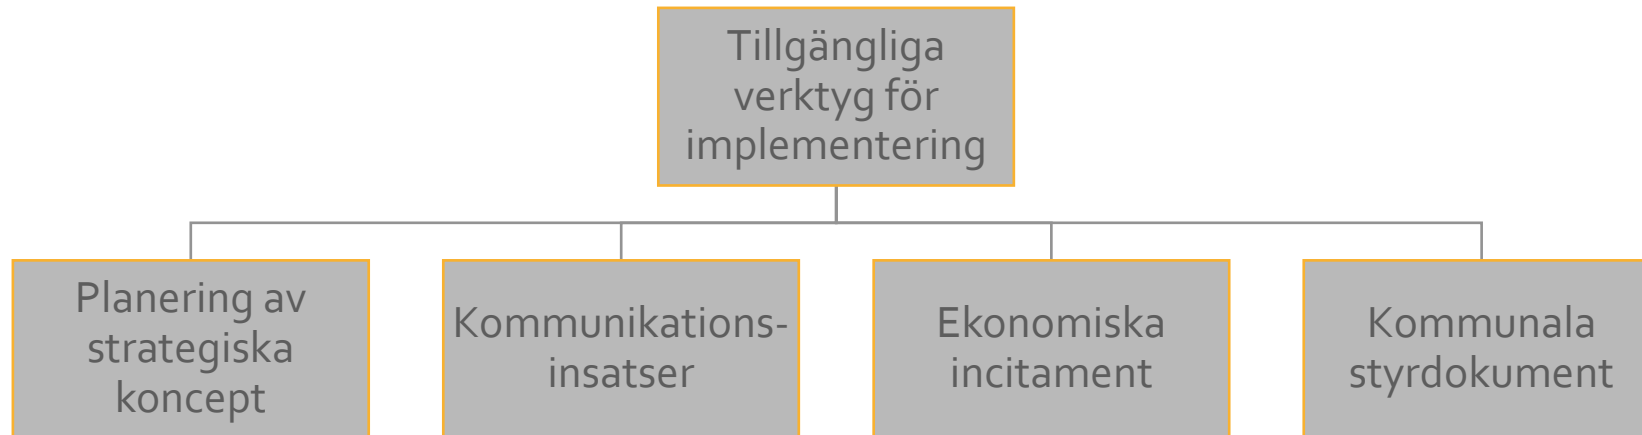 Tillgängliga
verktyg för
implementering
Planering av
strategiska
koncept
Kommunikations-
insatser
Ekonomiska
incitament
Kommunala
styrdokument